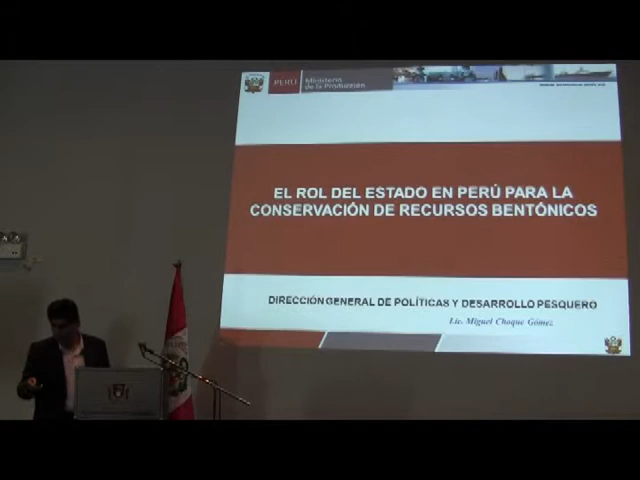 PERÚ
Ministerio
de la Producción
EL ROL DEL ESTADO EN PERÚ PARA LA
CONSERVACIÓN DE RECURSOS BENTÓNICOS
DIRECCIÓN GENERAL DE POLÍTICAS Y DESARROLLO PESQUERO
Lic. Miguel Choque Gómez